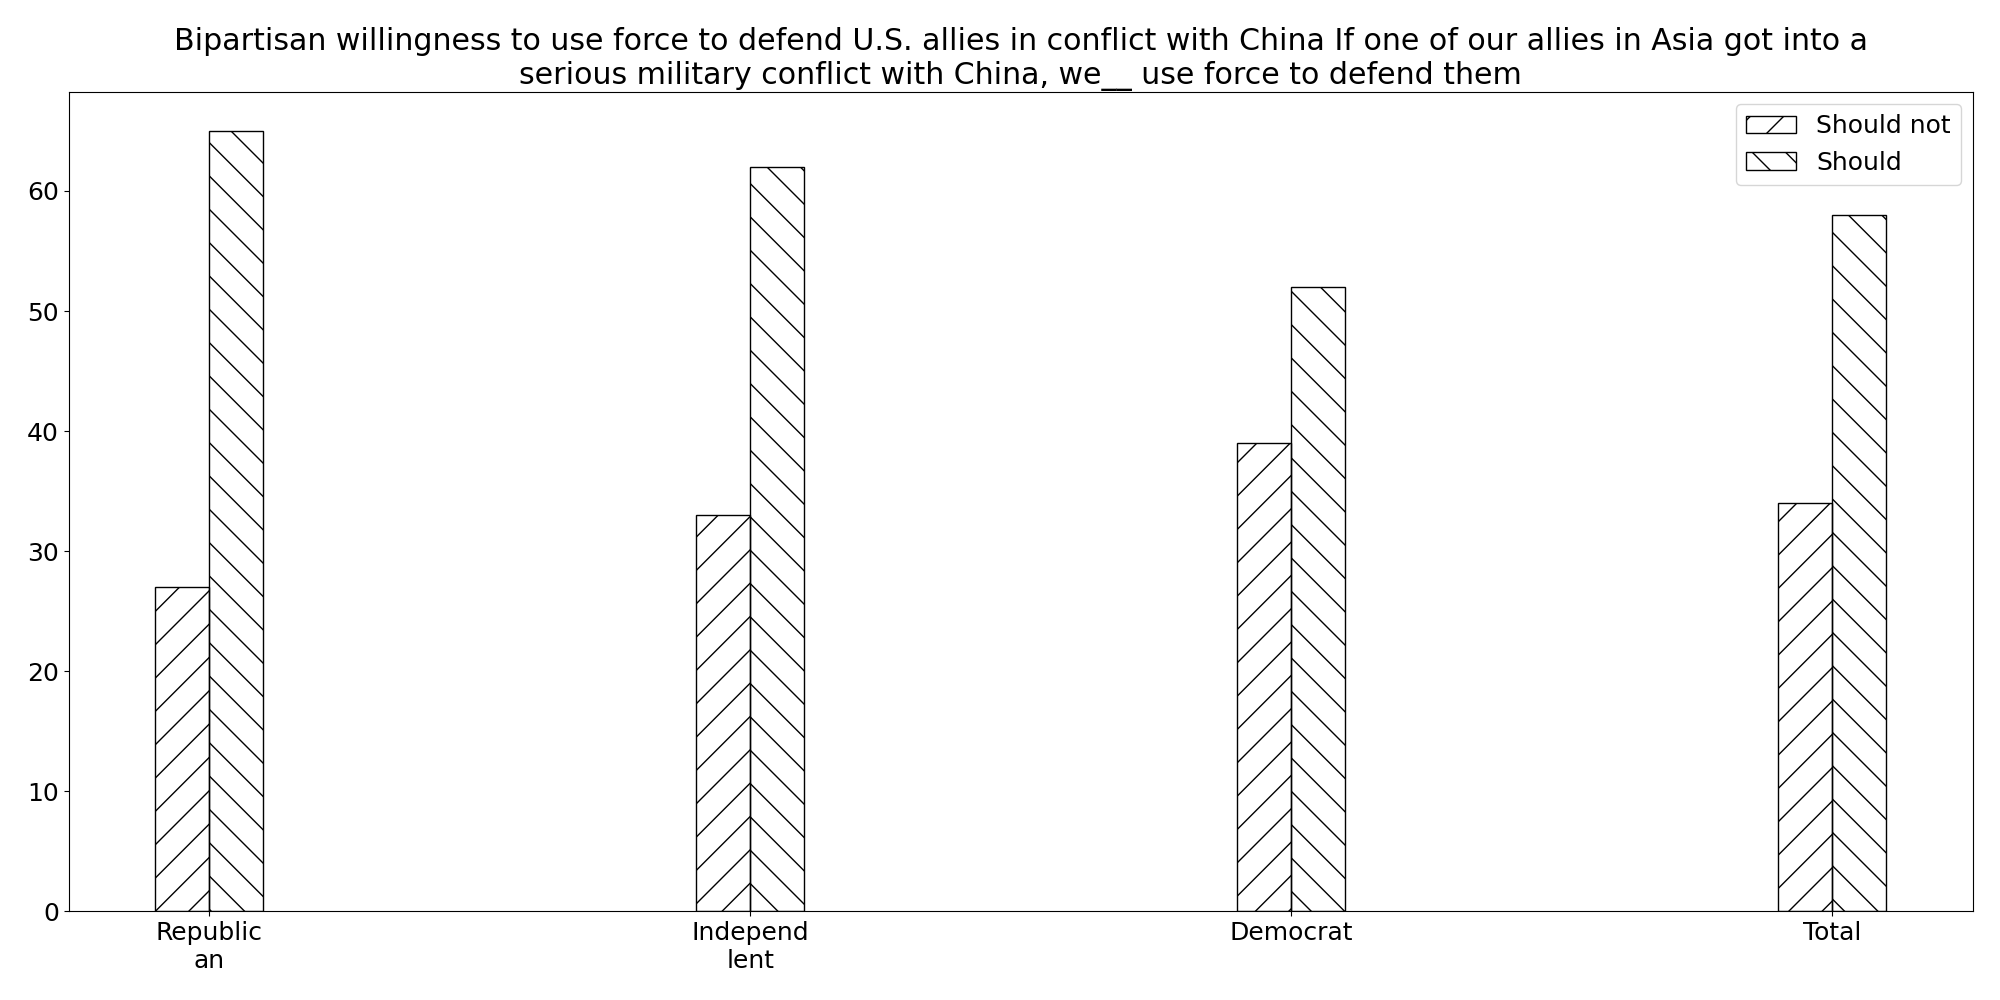 Bipartisan willingness to use force to defend U.S. allies in conflict with China If one of our allies in Asia got into a
serious military conflict with China, we__ use force to defend them
Should not
Should
60
50
40
30
20
10
0
Republic
an
Independ
lent
Democrat
Total